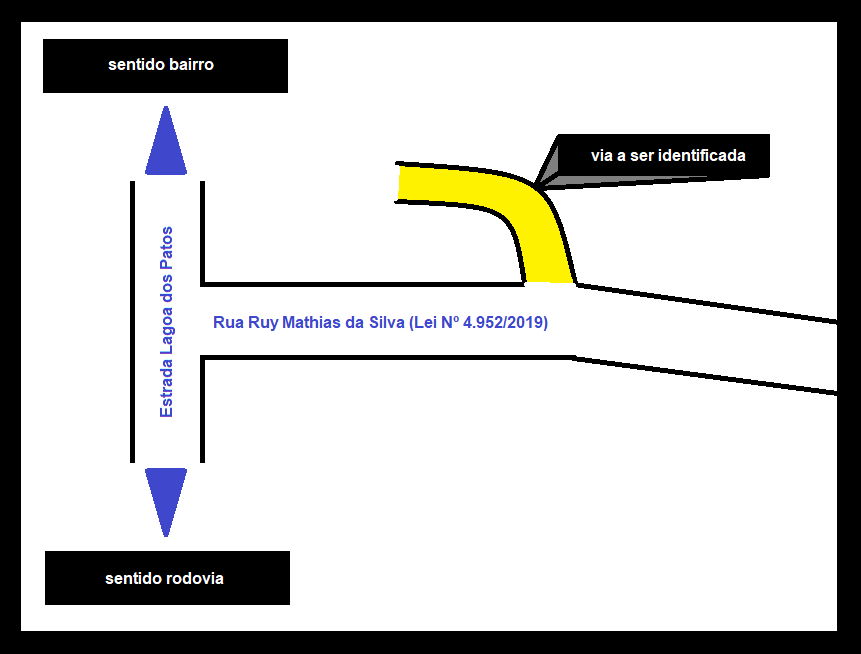 sentido bairro
via a ser identificada
Estrada Lagoa dos Patos
Rua Ruy Mathias da Silva (Lei Nº 4.952/2019)
sentido rodovia